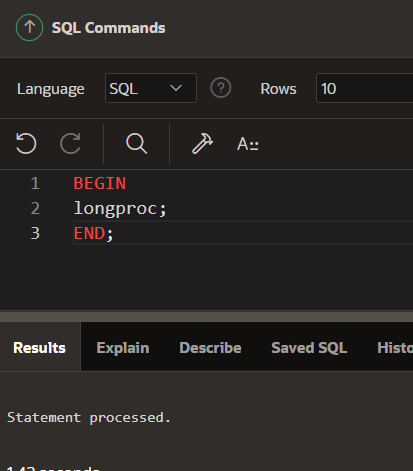 SQL Commands
Language SQL Rows 10
A::
1 BEGIN
2 longproc;
3 END;
Results Explain Describe Saved SQL Histo
Statement processed.